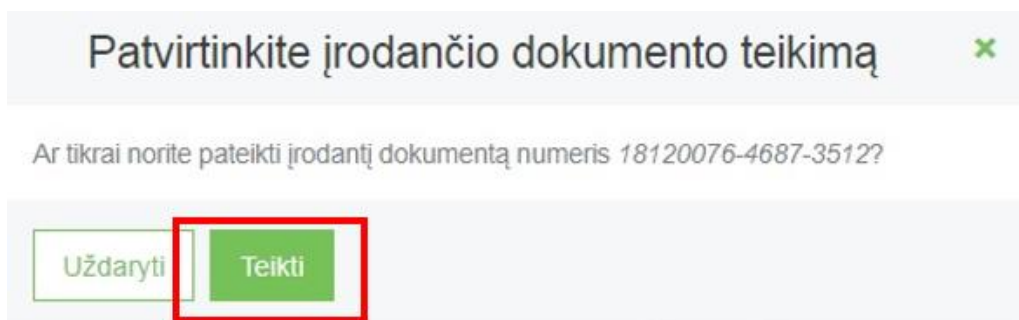 Patvirtinkite įrodančio dokumento teikimą ×
Ar tikrai norite pateikti įrodantį dokumentą numeris 18120076-4687-3512?
Uždaryti Teikti